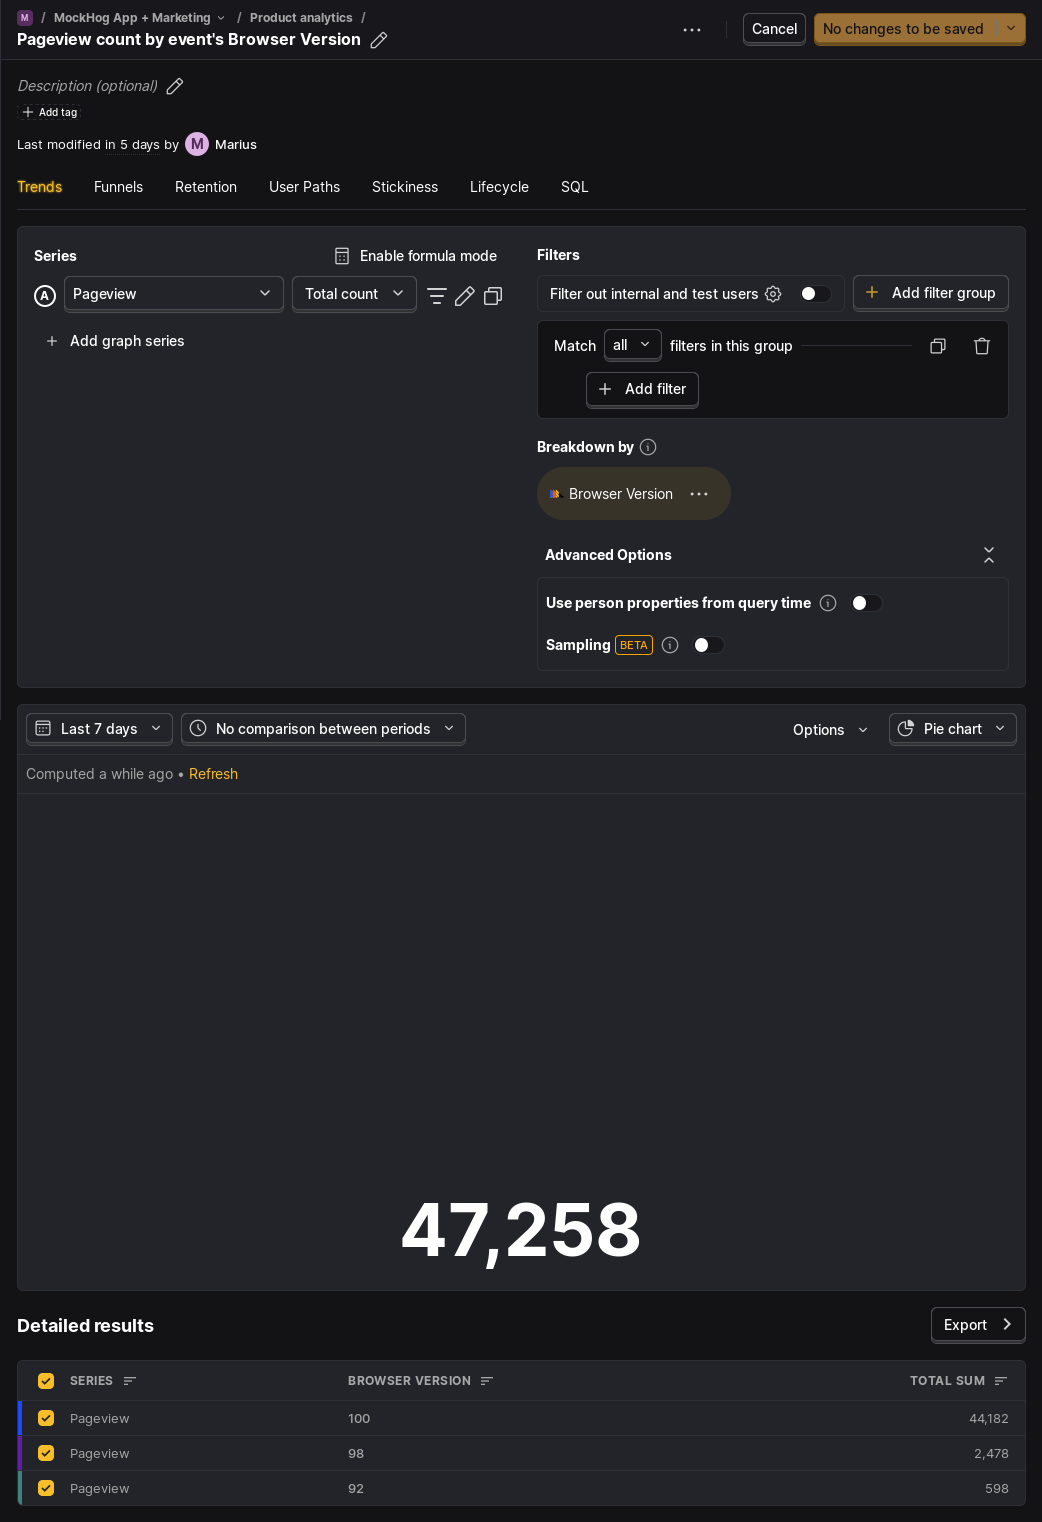 M / MockHog App + Marketing / Product analytics /
Pageview count by event's Browser Version
Cancel
No changes to be saved
Description (optional)
Add tag
Last modified in 5 days by M Marius
Trends Funnels Retention User Paths Stickiness Lifecycle SQL
Series
Enable formula mode
A Pageview Total count
Add graph series
Filters
Filter out internal and test users
Add filter group
Match all filters in this group
Add filter
Breakdown by
Browser Version
Advanced Options
Use person properties from query time
Sampling BETA
Last 7 days No comparison between periods Options Pie chart
Computed a while ago • Refresh
47,258
Detailed results
Export
SERIES BROWSER VERSION TOTAL SUM
Pageview 100 44,182
Pageview 98 2,478
Pageview 92 598